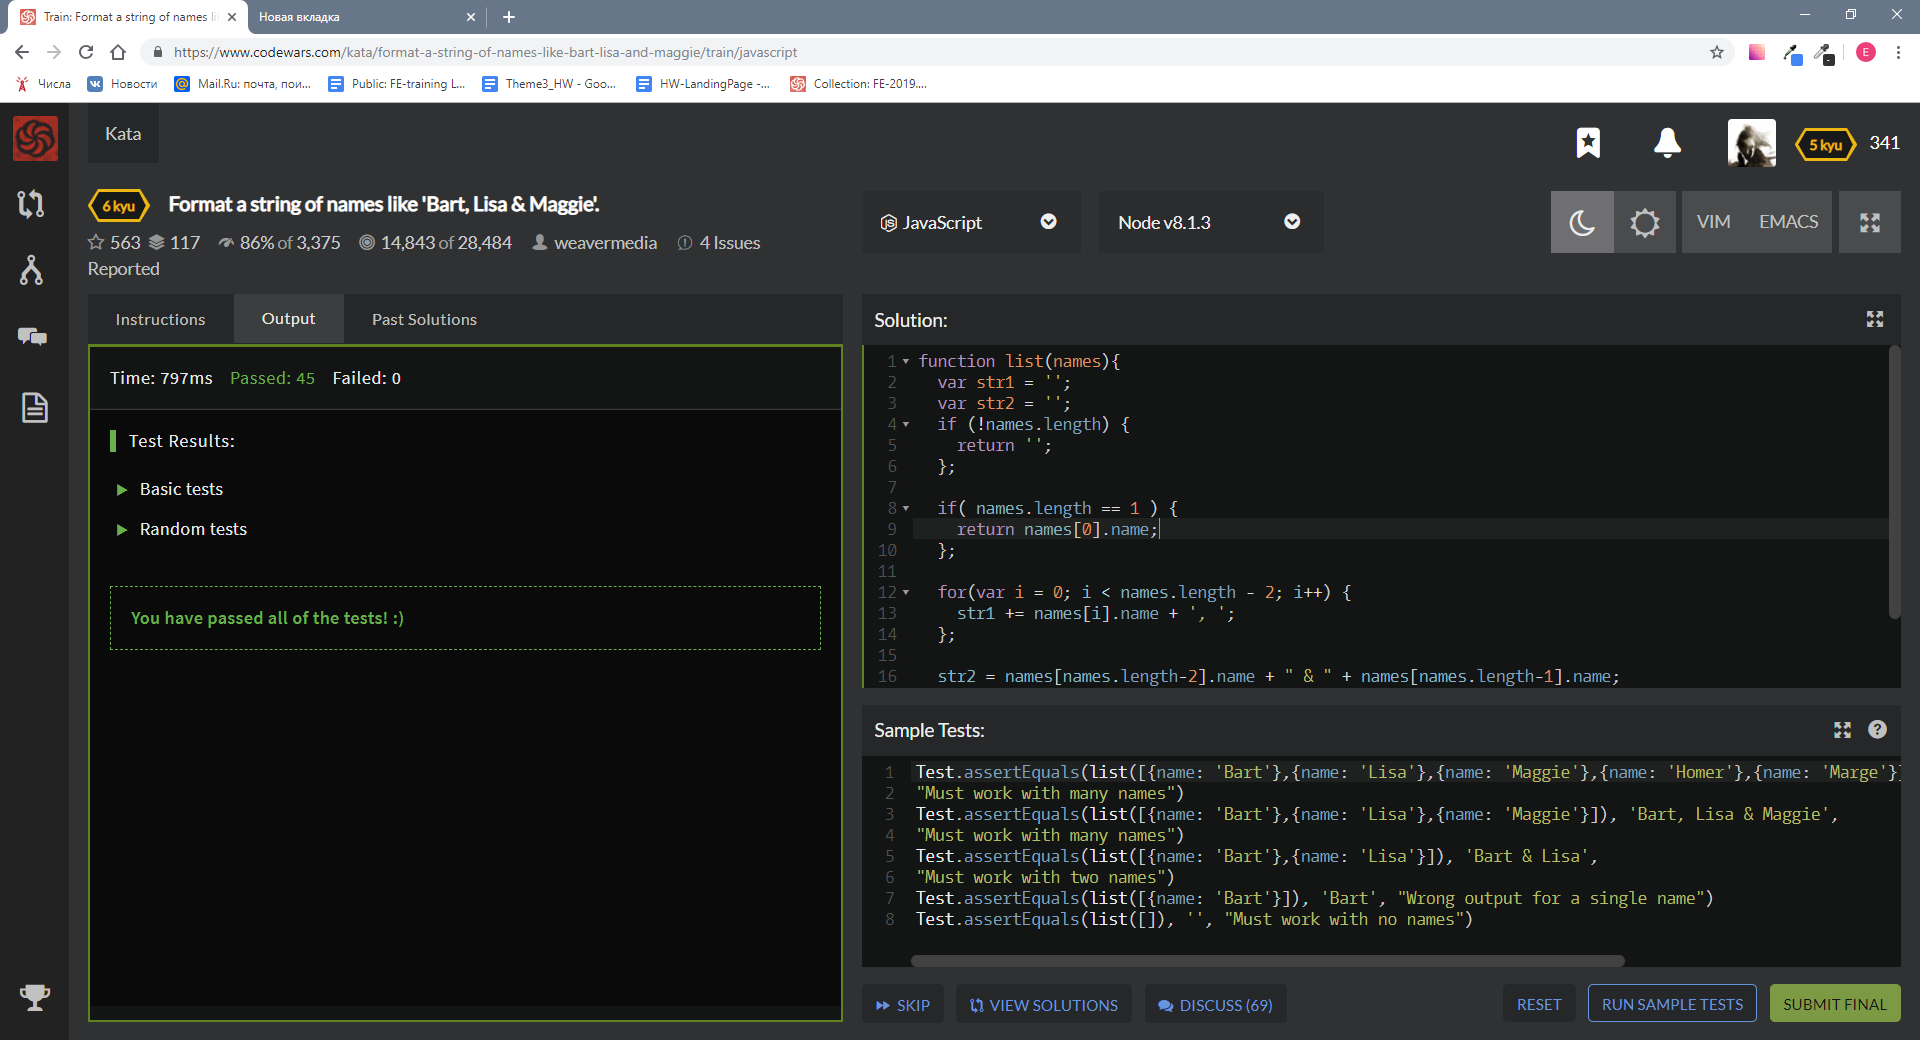 Train: Format a string of names li
Новая вкладка
https://www.codewars.com/kata/format-a-string-of-names-like-bart-lisa-and-maggie/train/javascript
E
Числа
Новости
Mail.Ru: почта, пои...
Public: FE-training L...
Theme3_HW - Goo...
HW-LandingPage -...
Collection: FE-2019....
Kata
5 kyu
341
6 kyu
Format a string of names like 'Bart, Lisa & Maggie'.
563 117 86% of 3,375 14,843 of 28,484 weavermedia 4 Issues
Reported
JavaScript
Node v8.1.3
VIM
EMACS
Instructions
Output
Past Solutions
Time: 797ms Passed: 45 Failed: 0
Test Results:
Basic tests
Random tests
You have passed all of the tests! :)
Solution:
1 function list(names){
2 var str1 = '';
3 var str2 = '';
4 if (!names.length) {
5 return '';
6 };
7
8 if( names.length == 1 ) {
9 return names[0].name;
10 };
11
12 for(var i = 0; i < names.length - 2; i++) {
13 str1 += names[i].name + ', ';
14 };
15
16 str2 = names[names.length-2].name + " & " + names[names.length-1].name;
Sample Tests:
1 Test.assertEquals(list([{name: 'Bart'},{name: 'Lisa'},{name: 'Maggie'},{name: 'Homer'},{name: 'Marge'}]
2 "Must work with many names")
3 Test.assertEquals(list([{name: 'Bart'},{name: 'Lisa'},{name: 'Maggie'}]), 'Bart, Lisa & Maggie',
4 "Must work with many names")
5 Test.assertEquals(list([{name: 'Bart'},{name: 'Lisa'}]), 'Bart & Lisa',
6 "Must work with two names")
7 Test.assertEquals(list([{name: 'Bart'}]), 'Bart', "Wrong output for a single name")
8 Test.assertEquals(list([]), '', "Must work with no names")
SKIP
VIEW SOLUTIONS
DISCUSS (69)
RESET
RUN SAMPLE TESTS
SUBMIT FINAL